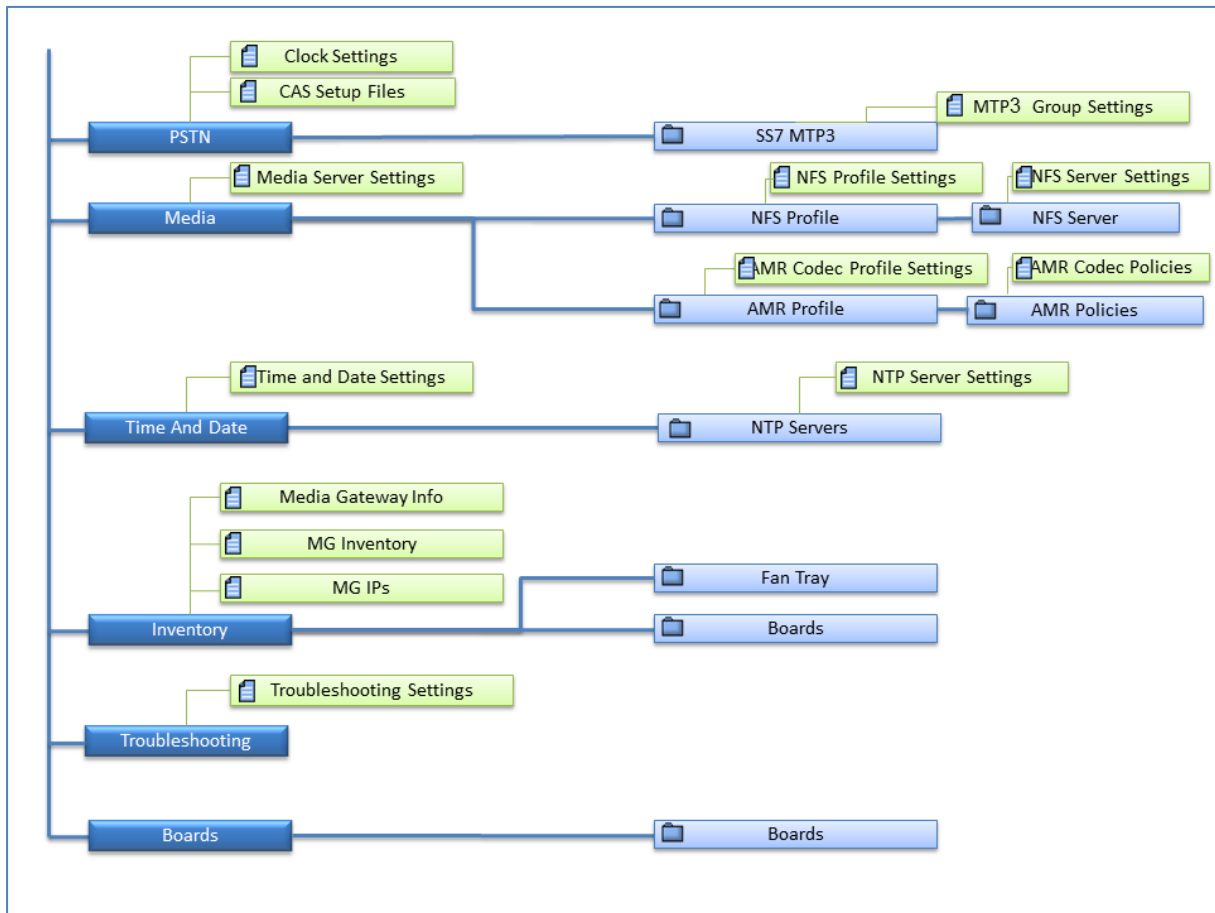 Clock Settings
CAS Setup Files
MTP3 Group Settings
PSTN
SS7 MTP3
Media Server Settings
NFS Profile Settings
NFS Server Settings
Media
NFS Profile
NFS Server
AMR Codec Profile Settings
AMR Codec Policies
AMR Profile
AMR Policies
Time and Date Settings
NTP Server Settings
Time And Date
NTP Servers
Media Gateway Info
MG Inventory
Fan Tray
MG IPs
Inventory
Boards
Troubleshooting Settings
Troubleshooting
Boards
Boards